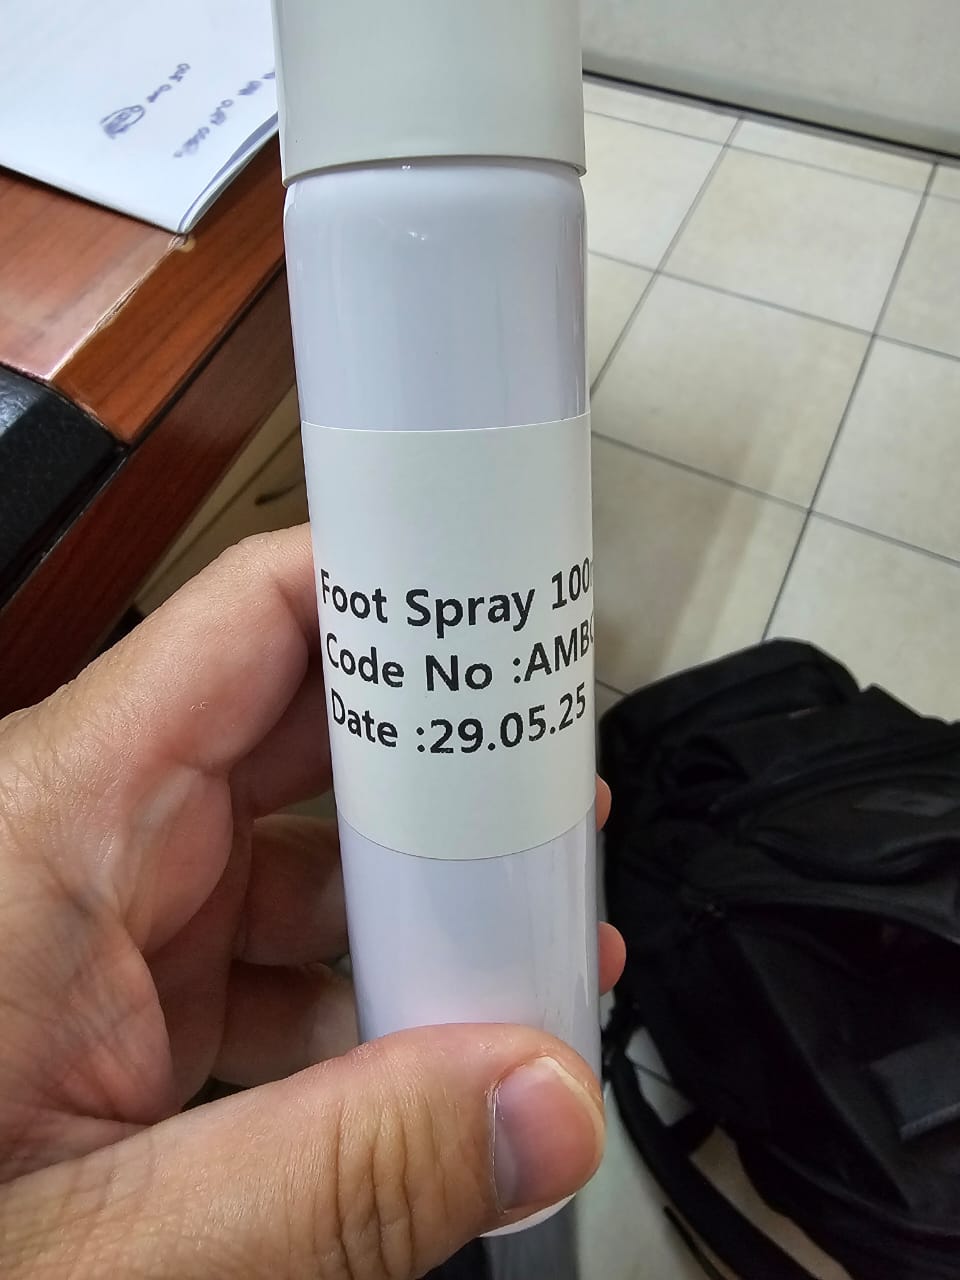 Foot Spray 100
Code No :AMB
Date :29.05.25